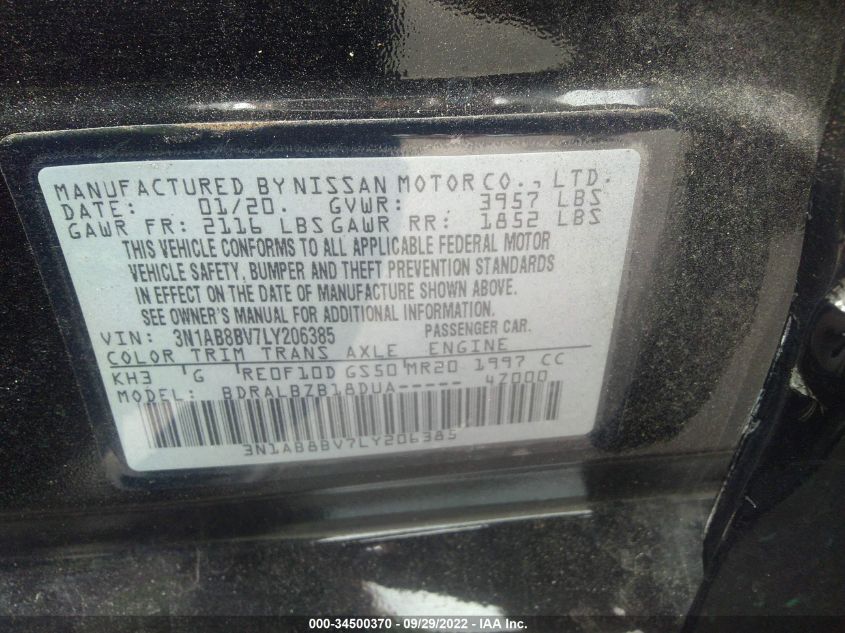 MANUFACTURED BY NISSAN MOTOR CO., LTD.
DATE: 01/20. GVWR: 3957 LBS
GAWR FR: 2116 LBS GAWR RR: 1852 LBS
THIS VEHICLE CONFORMS TO ALL APPLICABLE FEDERAL MOTOR
VEHICLE SAFETY, BUMPER AND THEFT PREVENTION STANDARDS
IN EFFECT ON THE DATE OF MANUFACTURE SHOWN ABOVE.
SEE OWNER'S MANUAL FOR ADDITIONAL INFORMATION.
VIN: 3N1AB8BV7LY206385 PASSENGER CAR.
COLOR TRIM TRANS AXLE ENGINE
KH3 G RE0F10D GS50 MR20 1997 CC
MODEL: BDRALBZB18DUA----- 4Z000
3N1AB8BV7LY206385
000-34500370 - 09/29/2022 - IAA Inc.